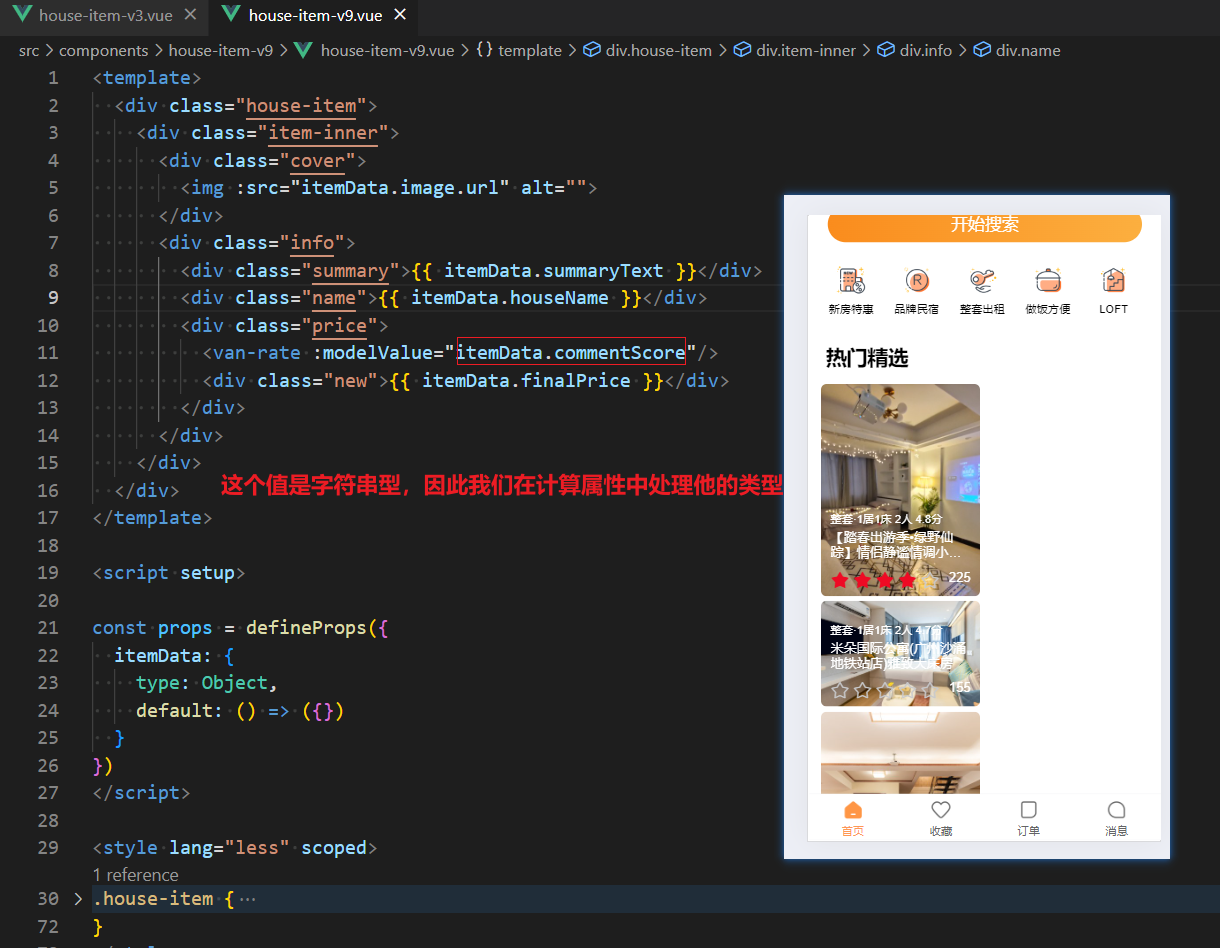 house-item-v3.vue
house-item-v9.vue
src > components > house-item-v9 > house-item-v9.vue > {} template > div.house-item > div.item-inner > div.info > div.name
1 <template>
2 <div class="house-item">
3 <div class="item-inner">
4 <div class="cover">
5 <img :src="itemData.image.url" alt="">
6 </div>
7 <div class="info">
8 <div class="summary">{{ itemData.summaryText }}</div>
9 <div class="name">{{ itemData.houseName }}</div>
10 <div class="price">
11 <van-rate :modelValue="itemData.commentScore"/>
12 <div class="new">{{ itemData.finalPrice }}</div>
13 </div>
14 </div>
15 </div>
16 </div>
这个值是字符串型，因此我们在计算属性中处理他的类型
17 </template>
18
19 <script setup>
20
21 const props = defineProps({
22 itemData: {
23 type: Object,
24 default: () => ({})
25 }
26 })
27 </script>
28
29 <style lang="less" scoped>
1 reference
30 > .house-item { ···
72 }
开始搜索
新房特惠
品牌民宿
整套出租
做饭方便
LOFT
热门精选
整套·1居1床 2人 4.8分
【踏春出游季·绿野仙
踪】情侣静谧情调小...
225
整套·1居1床 2人 4.7分
米朵国际公寓(广州沙涌
地铁站店)雅致大床房
155
首页
收藏
订单
消息